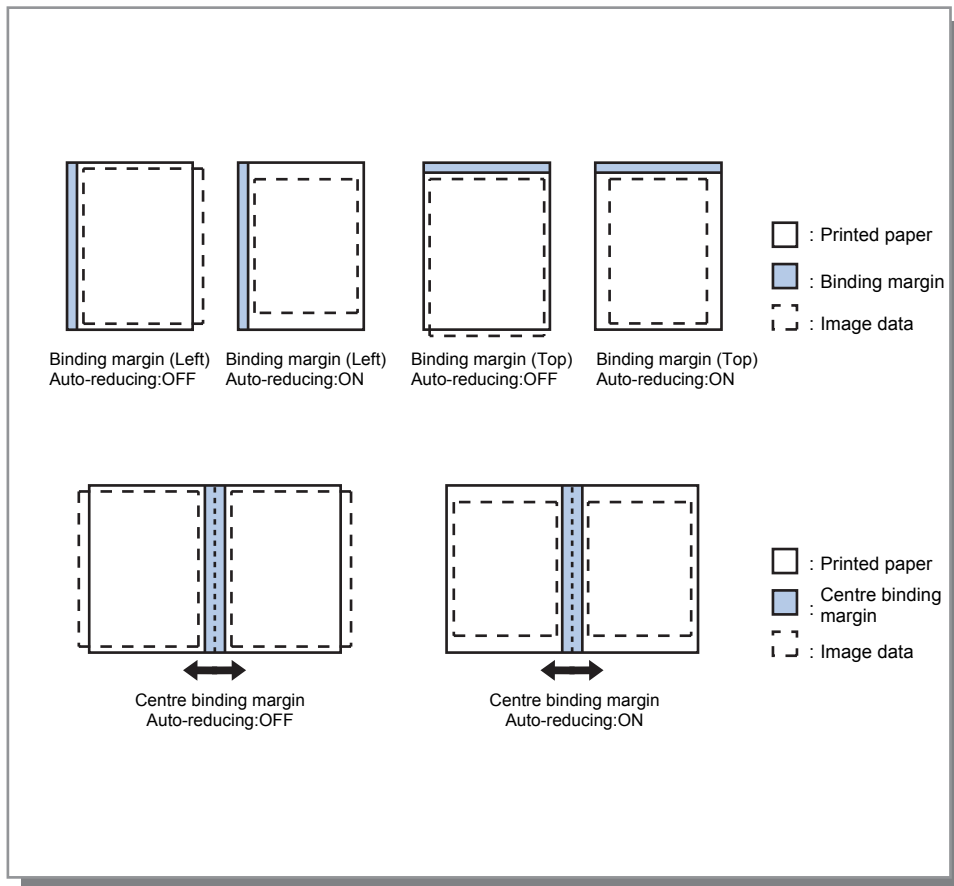 : Printed paper
: Binding margin
: Image data
Binding margin (Left)
Auto-reducing:OFF
Binding margin (Left)
Auto-reducing:ON
Binding margin (Top)
Auto-reducing:OFF
Binding margin (Top)
Auto-reducing:ON
: Printed paper
: Centre binding
margin
: Image data
Centre binding margin
Auto-reducing:OFF
Centre binding margin
Auto-reducing:ON